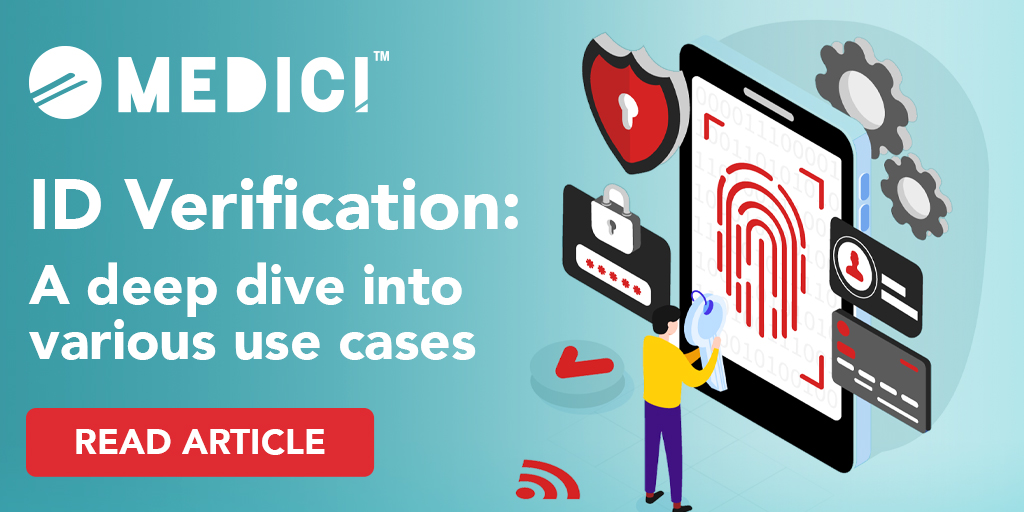 MEDICI™
ID Verification:
A deep dive into
various use cases
READ ARTICLE
*****